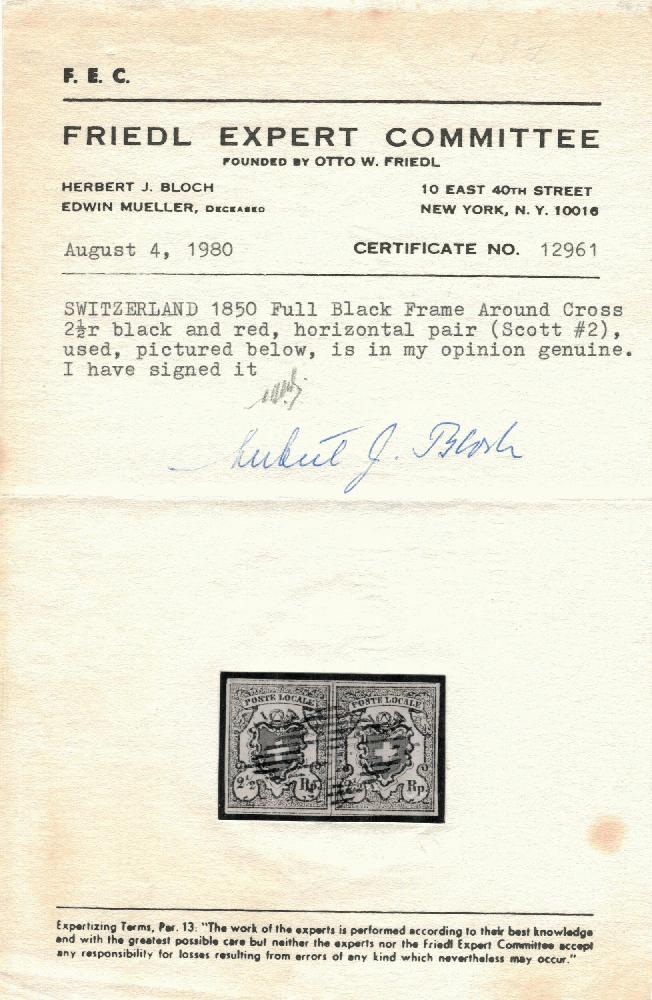 F. E. C.
FRIEDL EXPERT COMMITTEE
FOUNDED BY OTTO W. FRIEDL
HERBERT J. BLOCH
10 EAST 40TH STREET
EDWIN MUELLER, DECEASED
NEW YORK, N. Y. 10016
August 4, 1980
CERTIFICATE NO. 12961
SWITZERLAND 1850 Full Black Frame Around Cross
2½r black and red, horizontal pair (Scott #2),
used, pictured below, is in my opinion genuine.
I have signed it
Herbert J. Bloch
POSTE LOCALE POSTE LOCALE
2½ Rp. 2½ Rp.
Expertizing Terms, Par. 13: "The work of the experts is performed according to their best knowledge
and with the greatest possible care but neither the experts nor the Friedl Expert Committee accept
any responsibility for losses resulting from errors of any kind which nevertheless may occur."